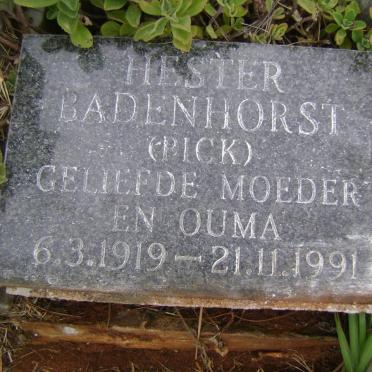 HESTER
BADENHORST
(PICK)
GELIEFDE MOEDER
EN OUMA
6.3.1919 – 21.11.1991